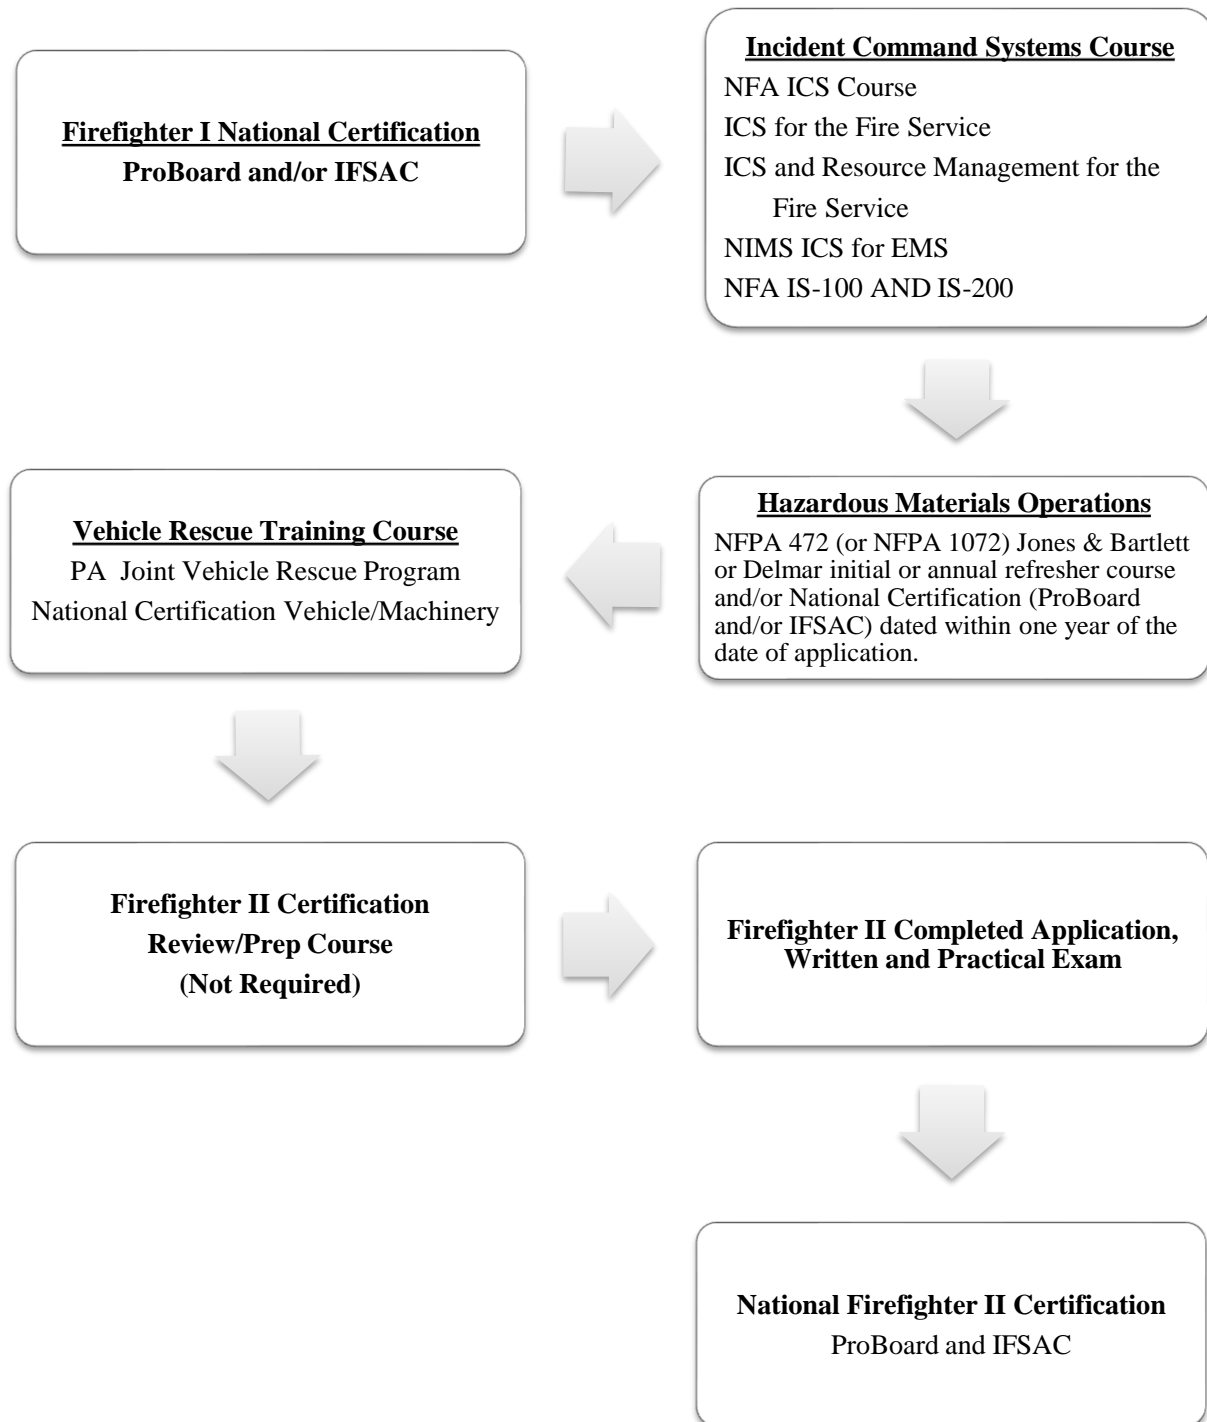 Firefighter I National Certification
ProBoard and/or IFSAC
Incident Command Systems Course
NFA ICS Course
ICS for the Fire Service
ICS and Resource Management for the
Fire Service
NIMS ICS for EMS
NFA IS-100 AND IS-200
Hazardous Materials Operations
NFPA 472 (or NFPA 1072) Jones & Bartlett
or Delmar initial or annual refresher course
and/or National Certification (ProBoard
and/or IFSAC) dated within one year of the
date of application.
Vehicle Rescue Training Course
PA Joint Vehicle Rescue Program
National Certification Vehicle/Machinery
Firefighter II Certification
Review/Prep Course
(Not Required)
Firefighter II Completed Application,
Written and Practical Exam
National Firefighter II Certification
ProBoard and IFSAC